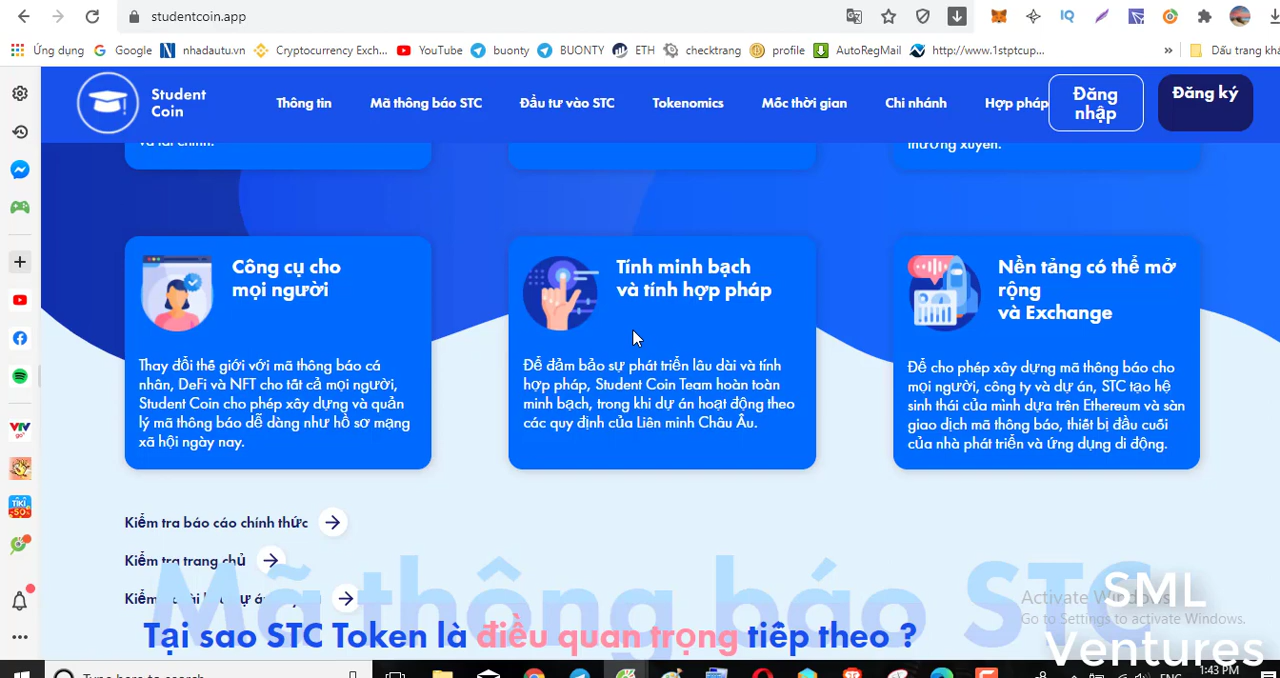 studentcoin.app
Ứng dụng Google nhadautu.vn Cryptocurrency Exch... YouTube buonty BUONTY ETH checktrang profile AutoRegMail http://www.1stptcup... » Dấu trang khá
Student
Coin
Thông tin Mã thông báo STC Đầu tư vào STC Tokenomics Mốc thời gian Chi nhánh Hợp pháp
Đăng
nhập
Đăng ký
và tài chính.
thường xuyên.
Công cụ cho
mọi người
Thay đổi thế giới với mã thông báo cá
nhân, DeFi và NFT cho tất cả mọi người,
Student Coin cho phép xây dựng và quản
lý mã thông báo dễ dàng như hồ sơ mạng
xã hội ngày nay.
Tính minh bạch
và tính hợp pháp
Để đảm bảo sự phát triển lâu dài và tính
hợp pháp, Student Coin Team hoàn toàn
minh bạch, trong khi dự án hoạt động theo
các quy định của Liên minh Châu Âu.
Nền tảng có thể mở
rộng
và Exchange
Để cho phép xây dựng mã thông báo cho
mọi người, công ty và dự án, STC tạo hệ
sinh thái của mình dựa trên Ethereum và sàn
giao dịch mã thông báo, thiết bị đầu cuối
của nhà phát triển và ứng dụng di động.
Kiểm tra báo cáo chính thức
Kiểm tra trang chủ
Mã thông báo STC
Tại sao STC Token là điều quan trọng tiếp theo ?
Activate Windows
Go to Settings to activate Windows.
SML
Ventures
Type here to search
ENG
1:43 PM